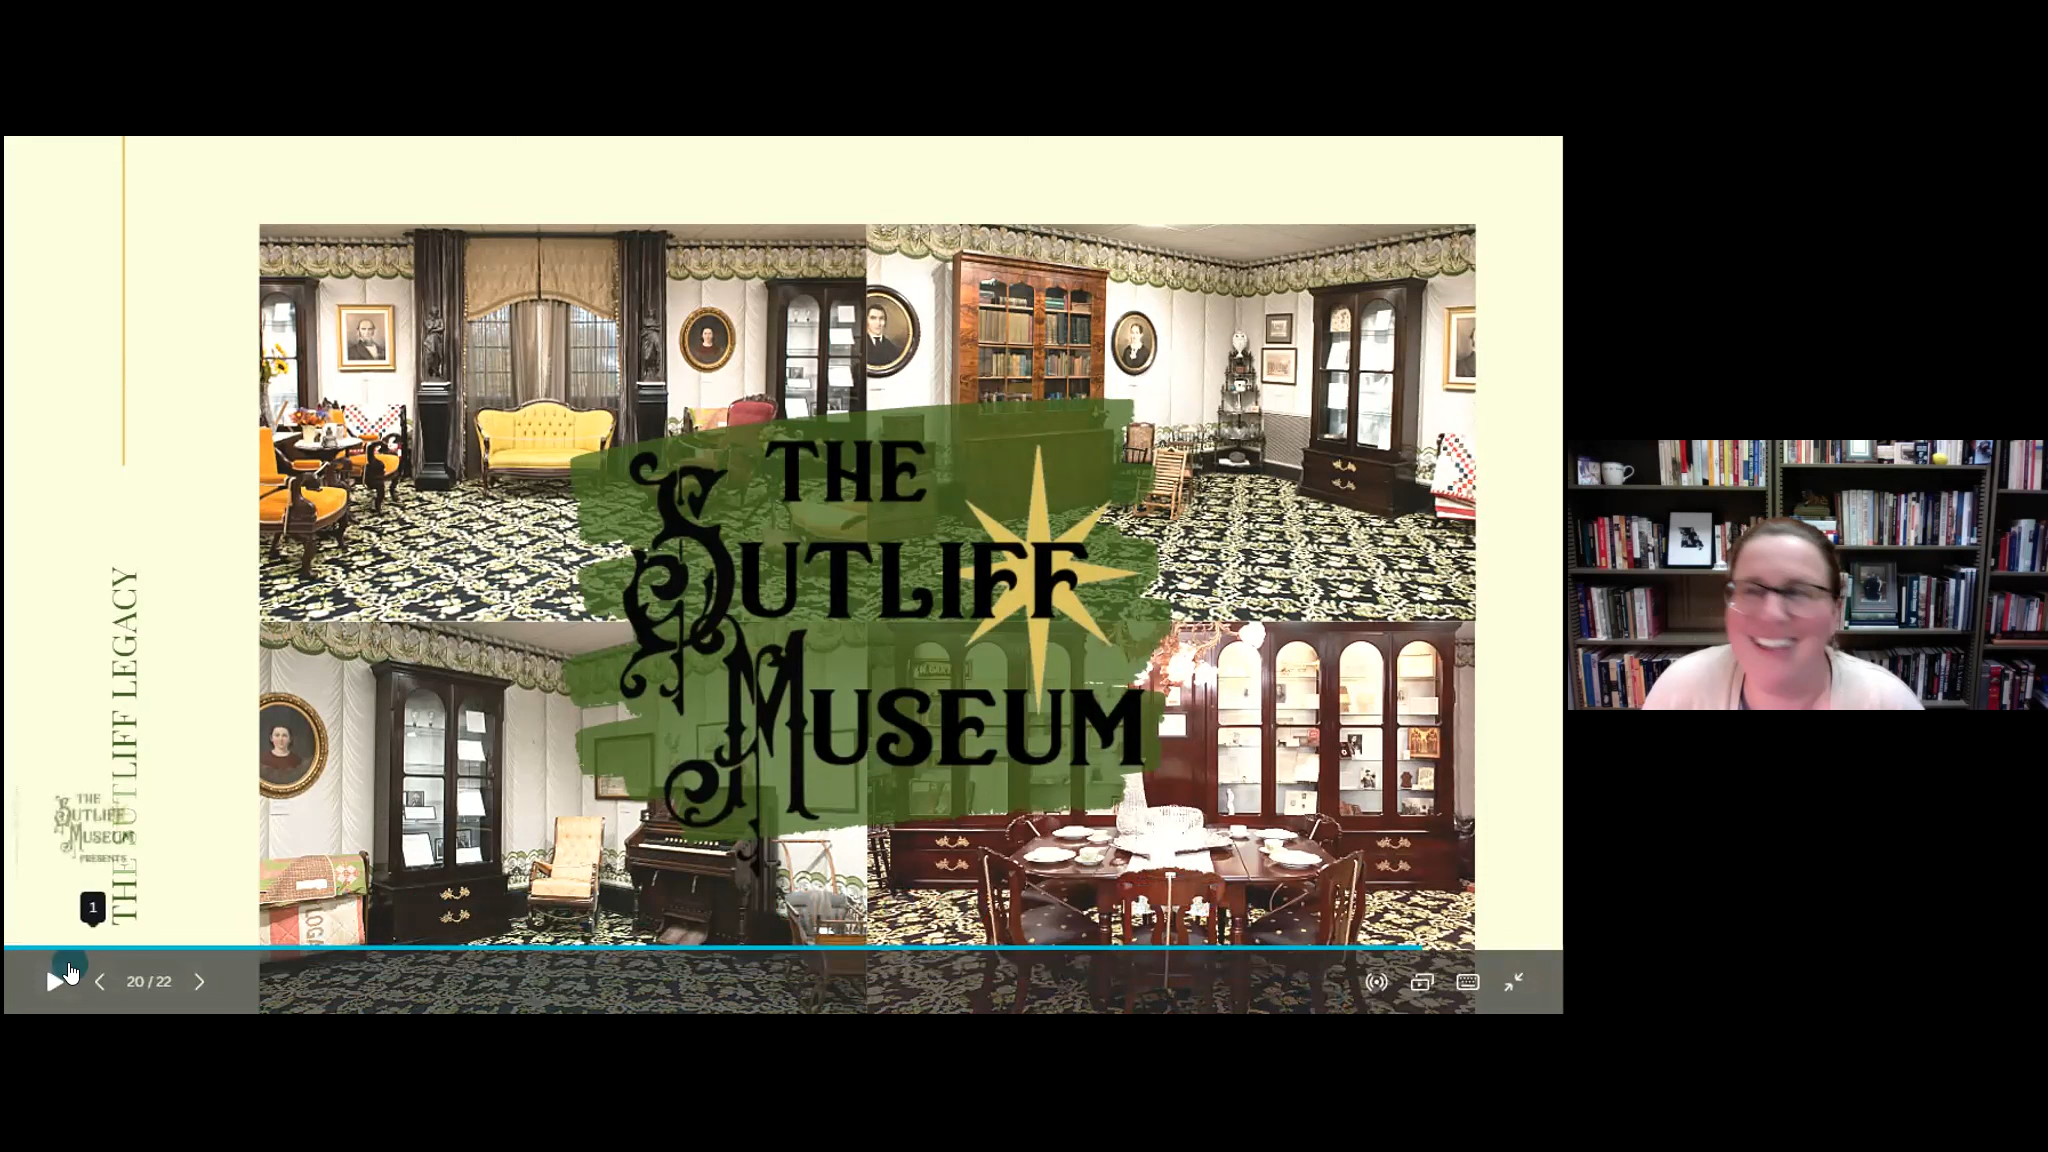 THE
SUTLIFF
MUSEUM
THE SUTLIFF LEGACY
THE
SUTLIFF
MUSEUM
PRESENTS
1
20 / 22